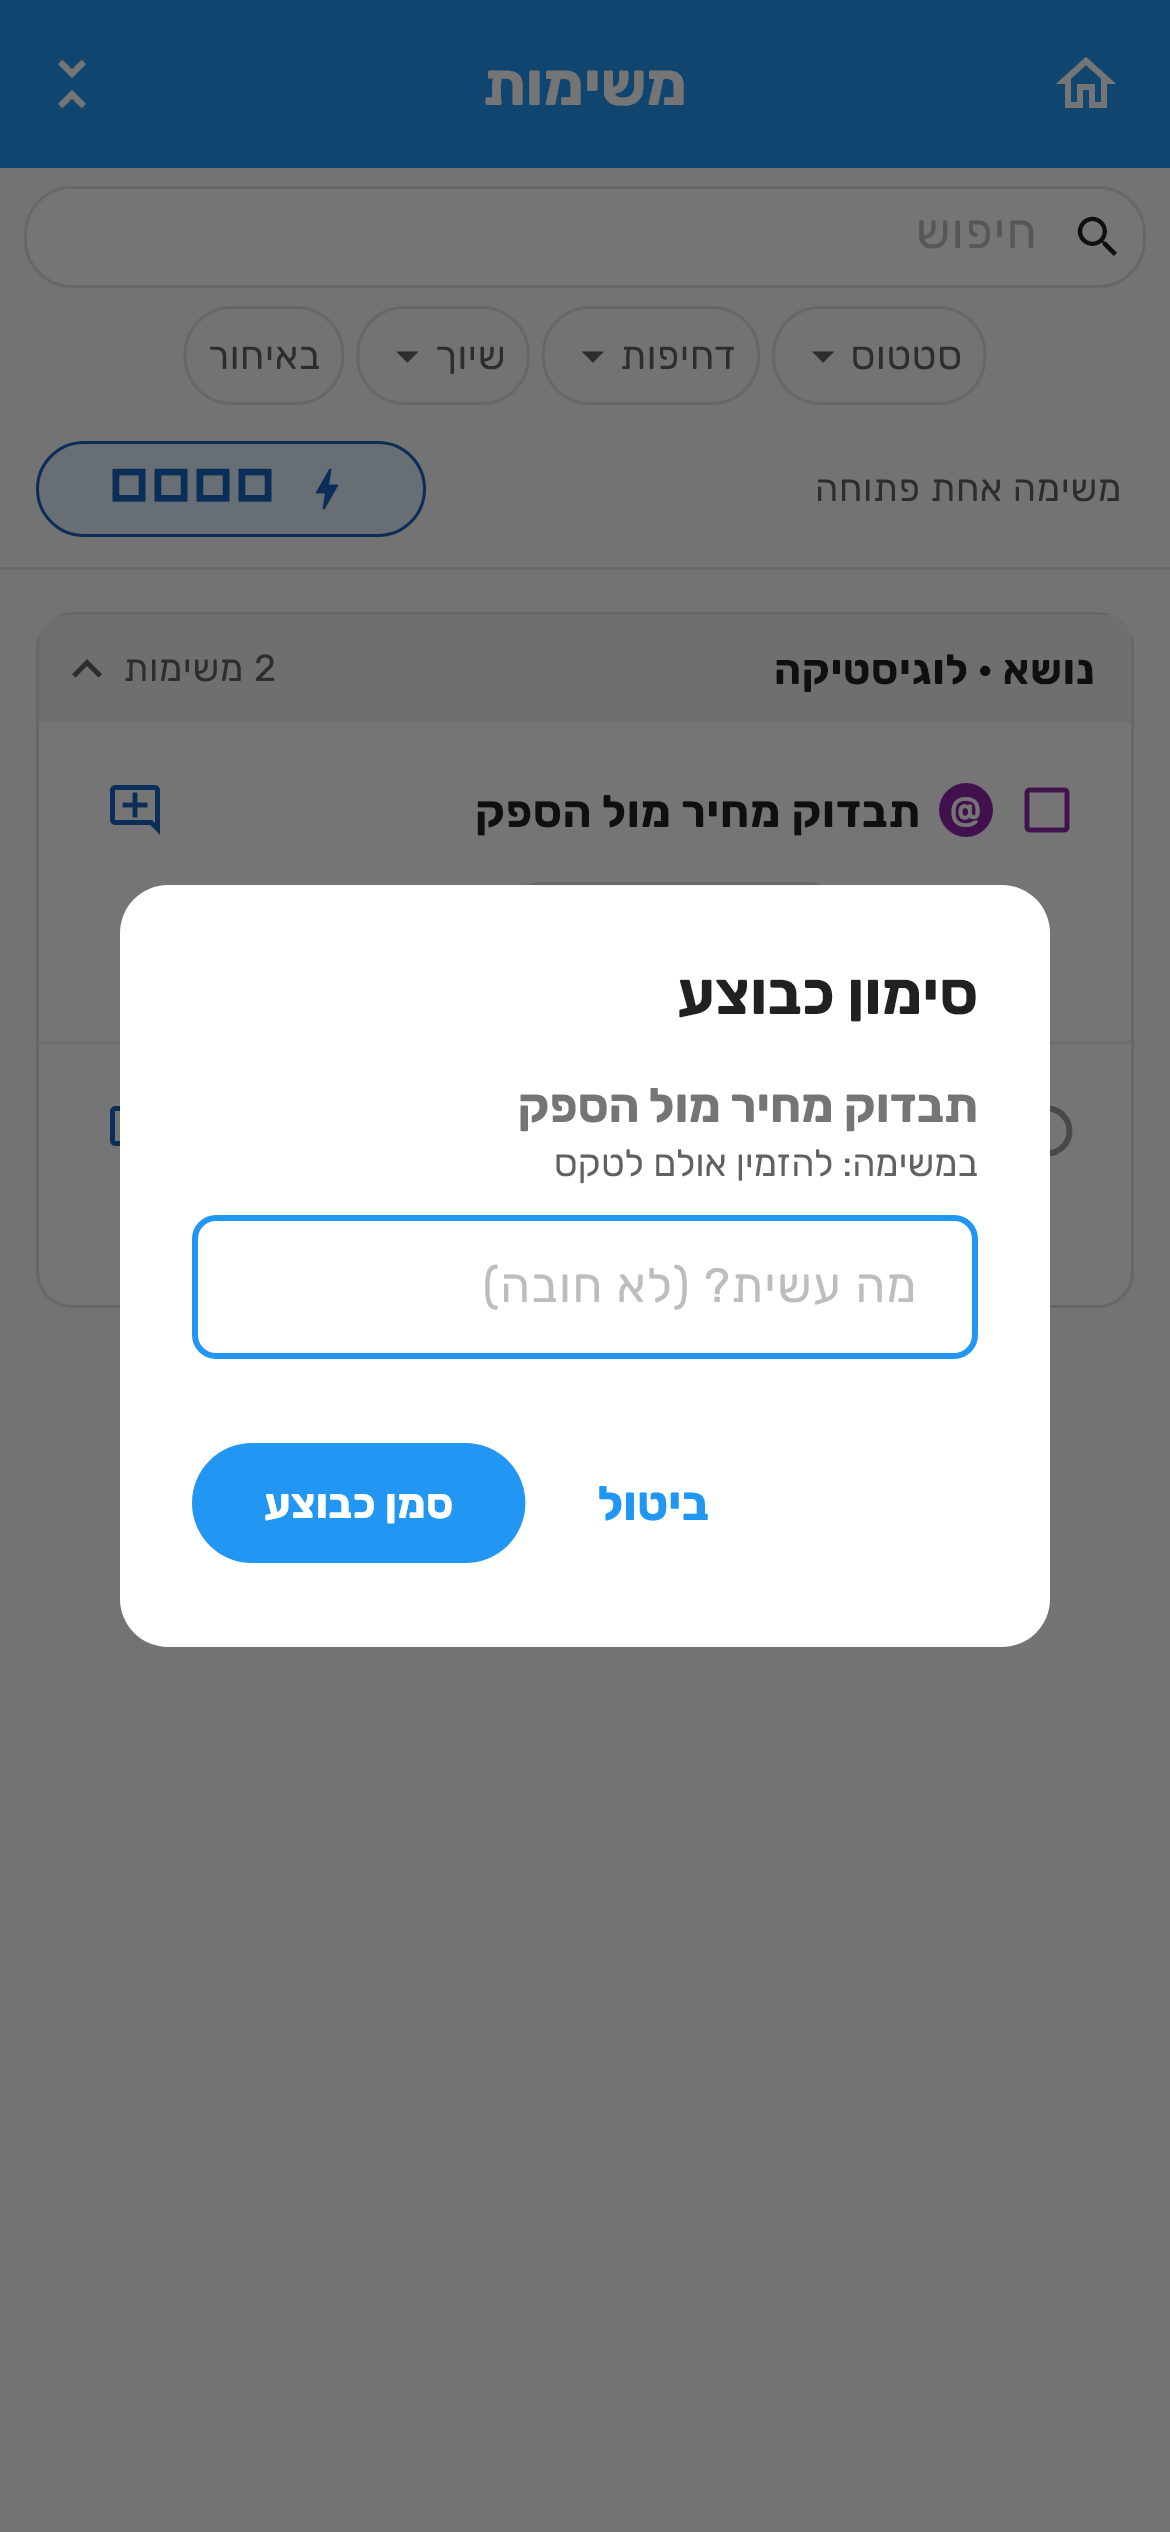 משימות
חיפוש
סטטוס דחיפות שיוך באיחור
משימה אחת פתוחה
נושא • לוגיסטיקה 2 משימות
@ תבדוק מחיר מול הספק
סימון כבוצע
תבדוק מחיר מול הספק
במשימה: להזמין אולם לטקס
מה עשית? (לא חובה)
ביטול סמן כבוצע